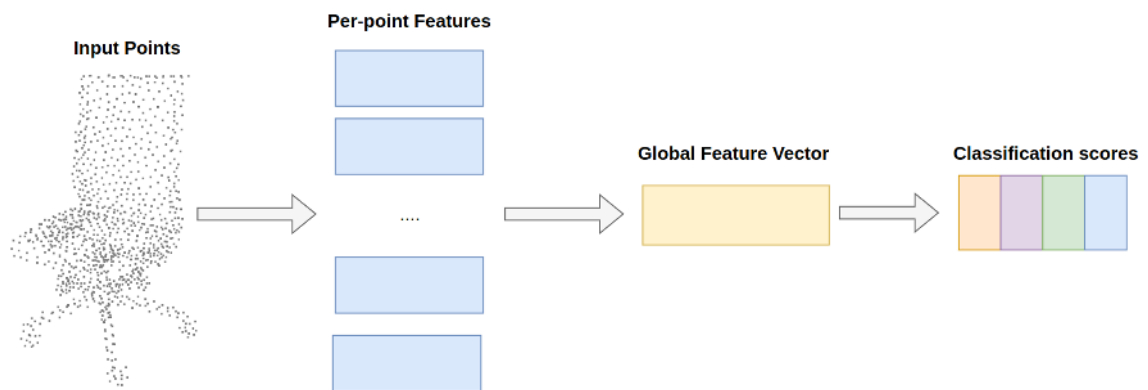 Input Points
Per-point Features
....
Global Feature Vector
Classification scores